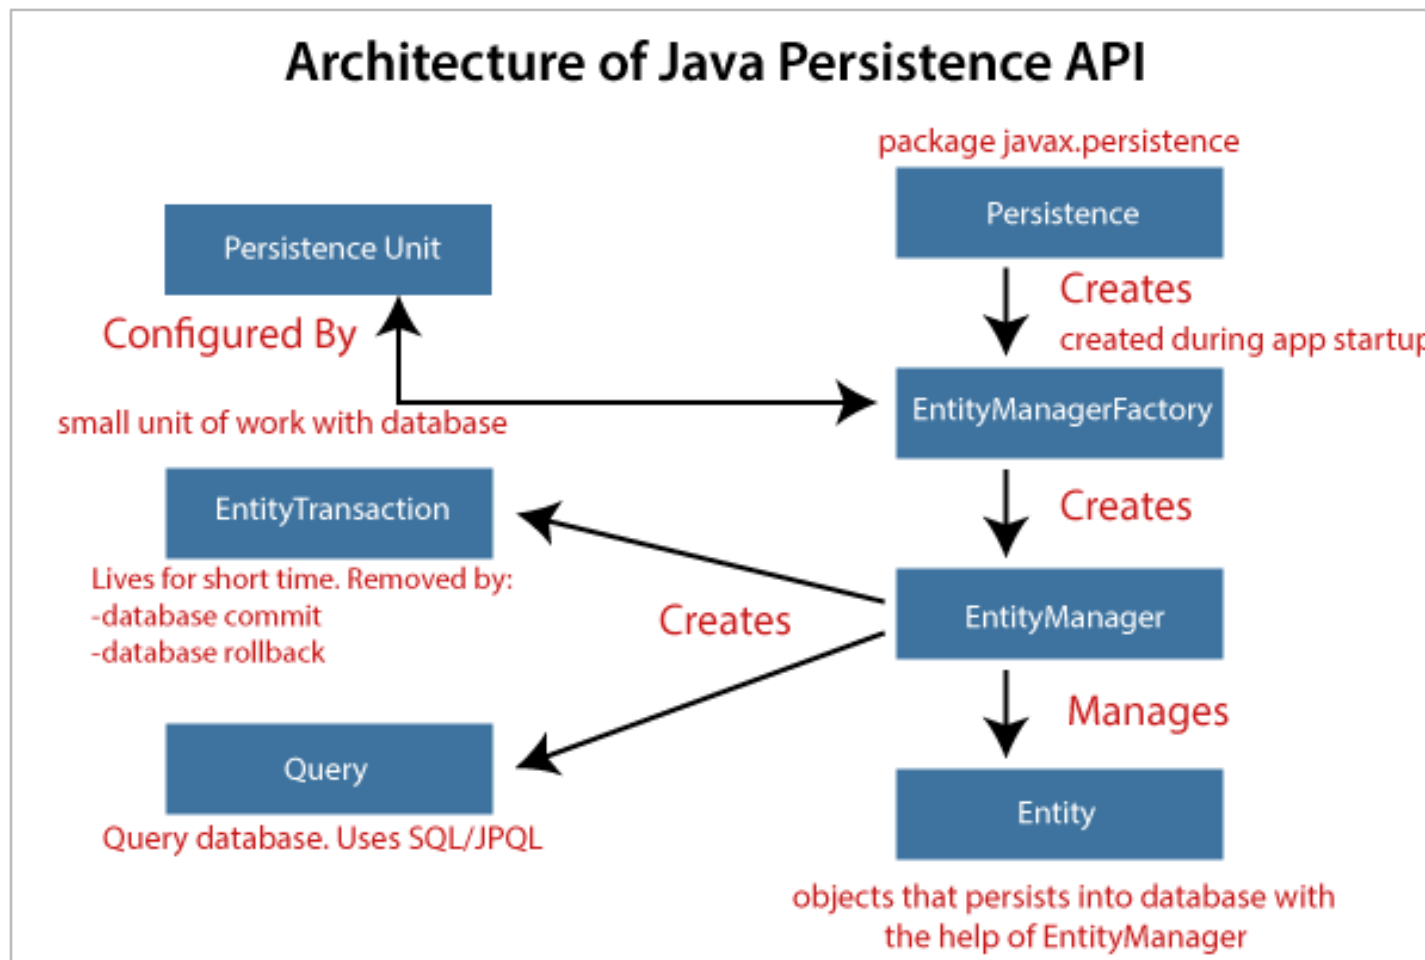 Architecture of Java Persistence API
package javax.persistence
Persistence
Persistence Unit
Creates
Configured By
created during app startup
EntityManagerFactory
small unit of work with database
EntityTransaction
Creates
Lives for short time. Removed by:
-database commit
-database rollback
Creates
EntityManager
Manages
Query
Entity
Query database. Uses SQL/JPQL
objects that persists into database with
the help of EntityManager